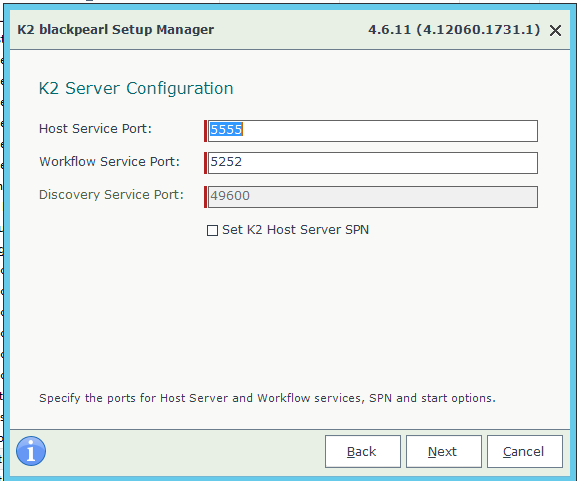 K2 blackpearl Setup Manager 4.6.11 (4.12060.1731.1)
K2 Server Configuration
Host Service Port: 5555
Workflow Service Port: 5252
Discovery Service Port: 49600
Set K2 Host Server SPN
Specify the ports for Host Server and Workflow services, SPN and start options.
Back Next Cancel